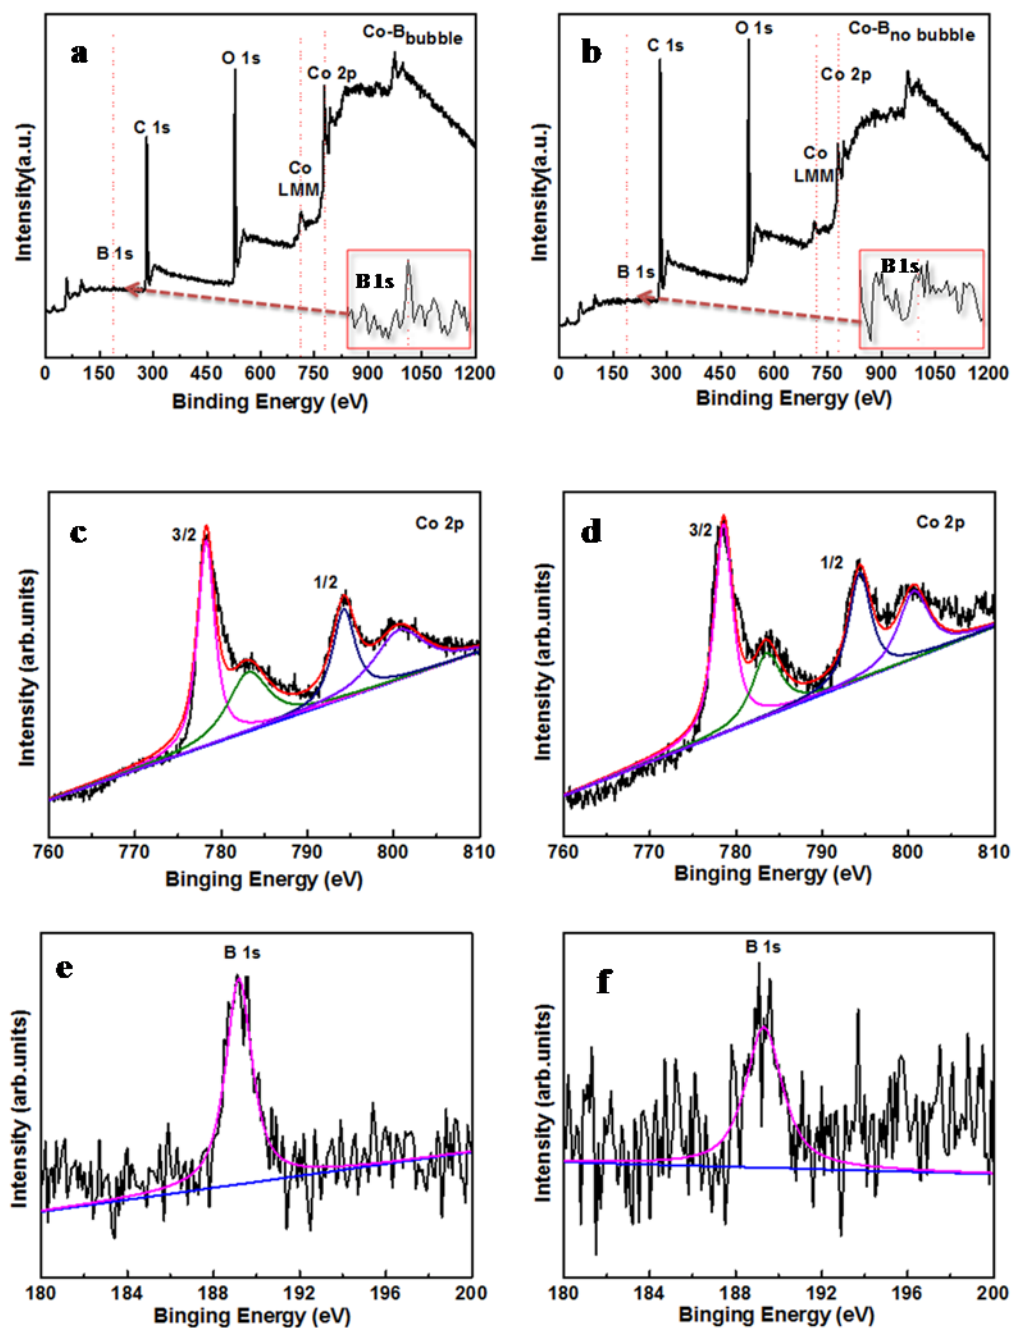 a
Co-Bbubble
O 1s
Co 2p
C 1s
Co
LMM
B 1s
B 1s
Intensity(a.u.)
0 150 300 450 600 750 900 1050 1200
Binding Energy (eV)
b
Co-Bno bubble
O 1s
C 1s
Co 2p
Co
LMM
B 1s
B1s
Intensity(a.u.)
0 150 300 450 600 750 900 1050 1200
Binding Energy (eV)
c
Co 2p
3/2
1/2
Intensity (arb.units)
760 770 780 790 800 810
Binging Energy (eV)
d
Co 2p
3/2
1/2
Intensity (arb.units)
760 770 780 790 800 810
Binging Energy (eV)
e
B 1s
Intensity (arb.units)
180 184 188 192 196 200
Binging Energy (eV)
f
B 1s
Intensity (arb.units)
180 184 188 192 196 200
Binging Energy (eV)